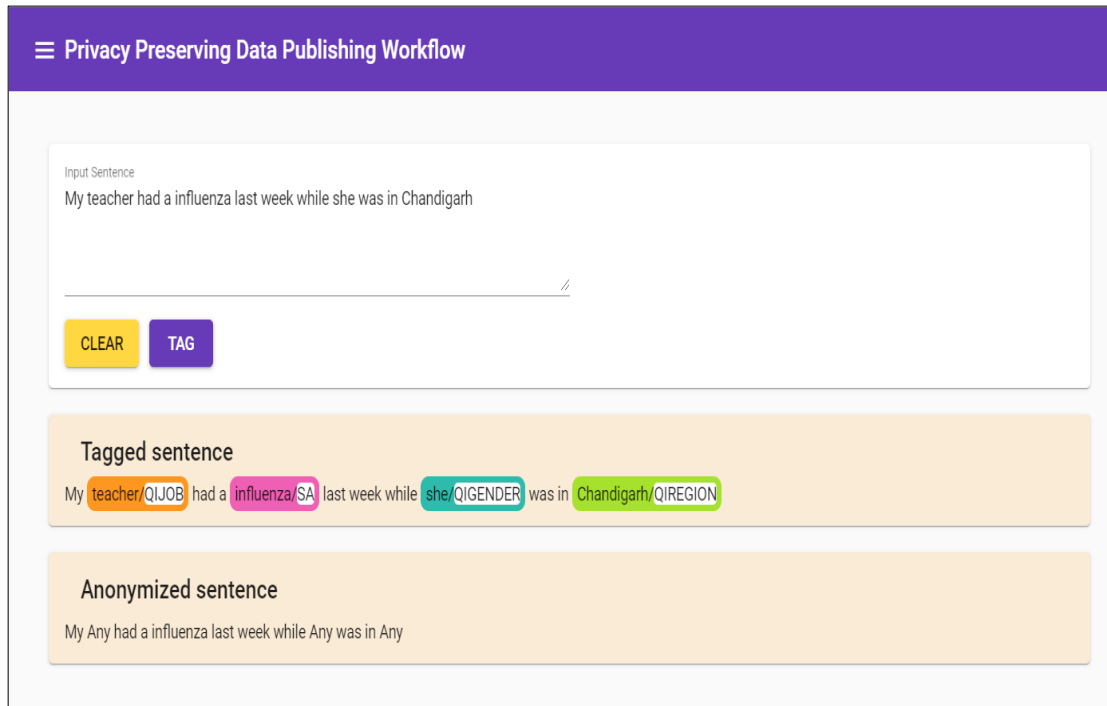 Privacy Preserving Data Publishing Workflow
Input Sentence
My teacher had a influenza last week while she was in Chandigarh
CLEAR TAG
Tagged sentence
My teacher/QIJOB had a influenza/SA last week while she/QIGENDER was in Chandigarh/QIREGION
Anonymized sentence
My Any had a influenza last week while Any was in Any